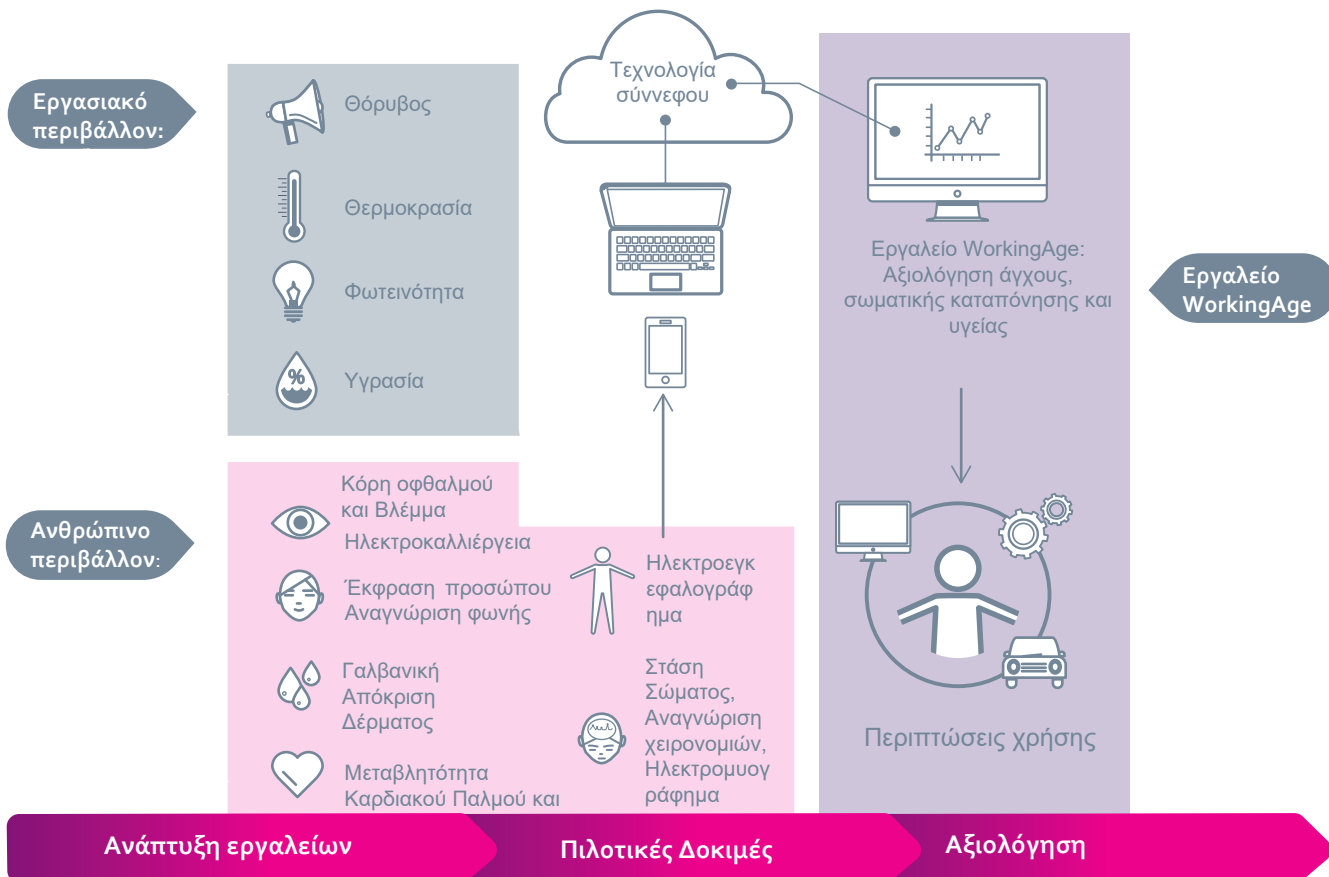 Εργασιακό
περιβάλλον:
Θόρυβος
Θερμοκρασία
Φωτεινότητα
%
Υγρασία
Τεχνολογία
σύννεφου
Εργαλείο WorkingAge:
Αξιολόγηση άγχους,
σωματικής καταπόνησης και
υγείας
Εργαλείο
WorkingAge
Ανθρώπινο
περιβάλλον:
Κόρη οφθαλμού
και Βλέμμα
Ηλεκτροκαλλιέργεια
Έκφραση προσώπου
Αναγνώριση φωνής
Γαλβανική
Απόκριση
Δέρματος
Μεταβλητότητα
Καρδιακού Παλμού και
Ηλεκτροεγκ
εφαλογράφ
ημα
Στάση
Σώματος,
Αναγνώριση
χειρονομιών,
Ηλεκτρομυογ
ράφημα
Περιπτώσεις χρήσης
Ανάπτυξη εργαλείων
Πιλοτικές Δοκιμές
Αξιολόγηση